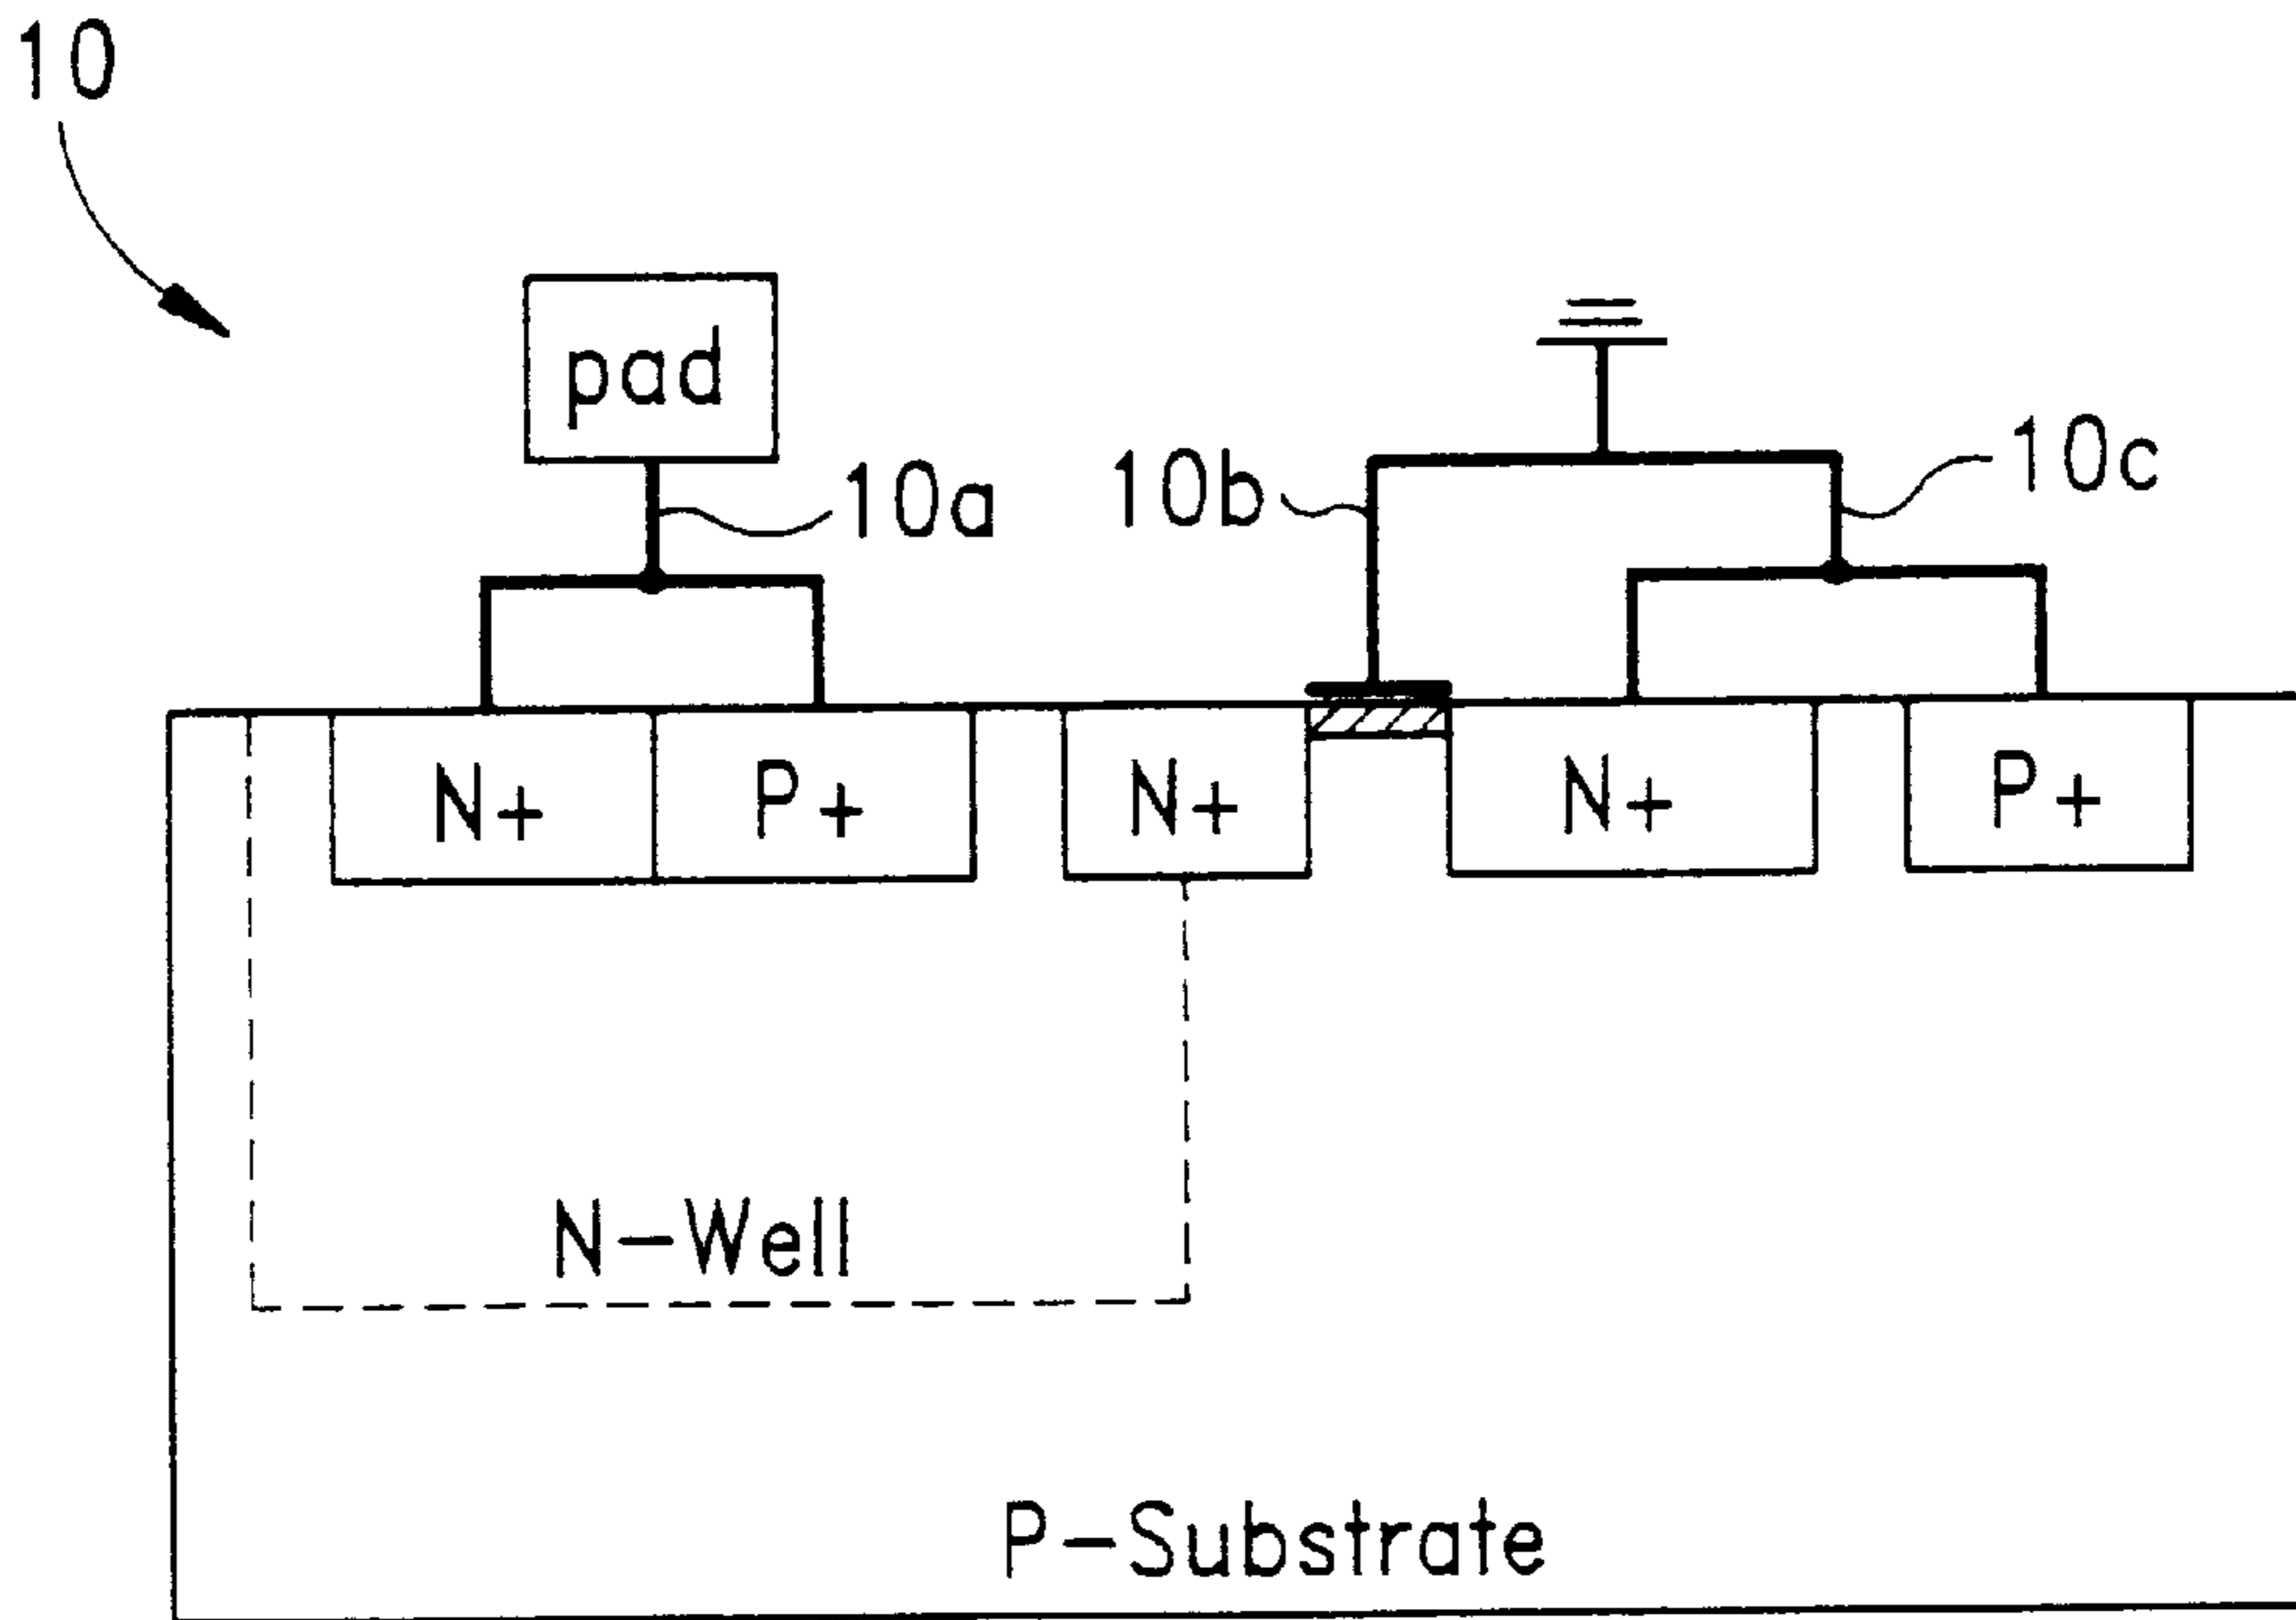 10
pad
10a
10b
10c
N+
P+
N+
N+
P+
N-Well
P-Substrate